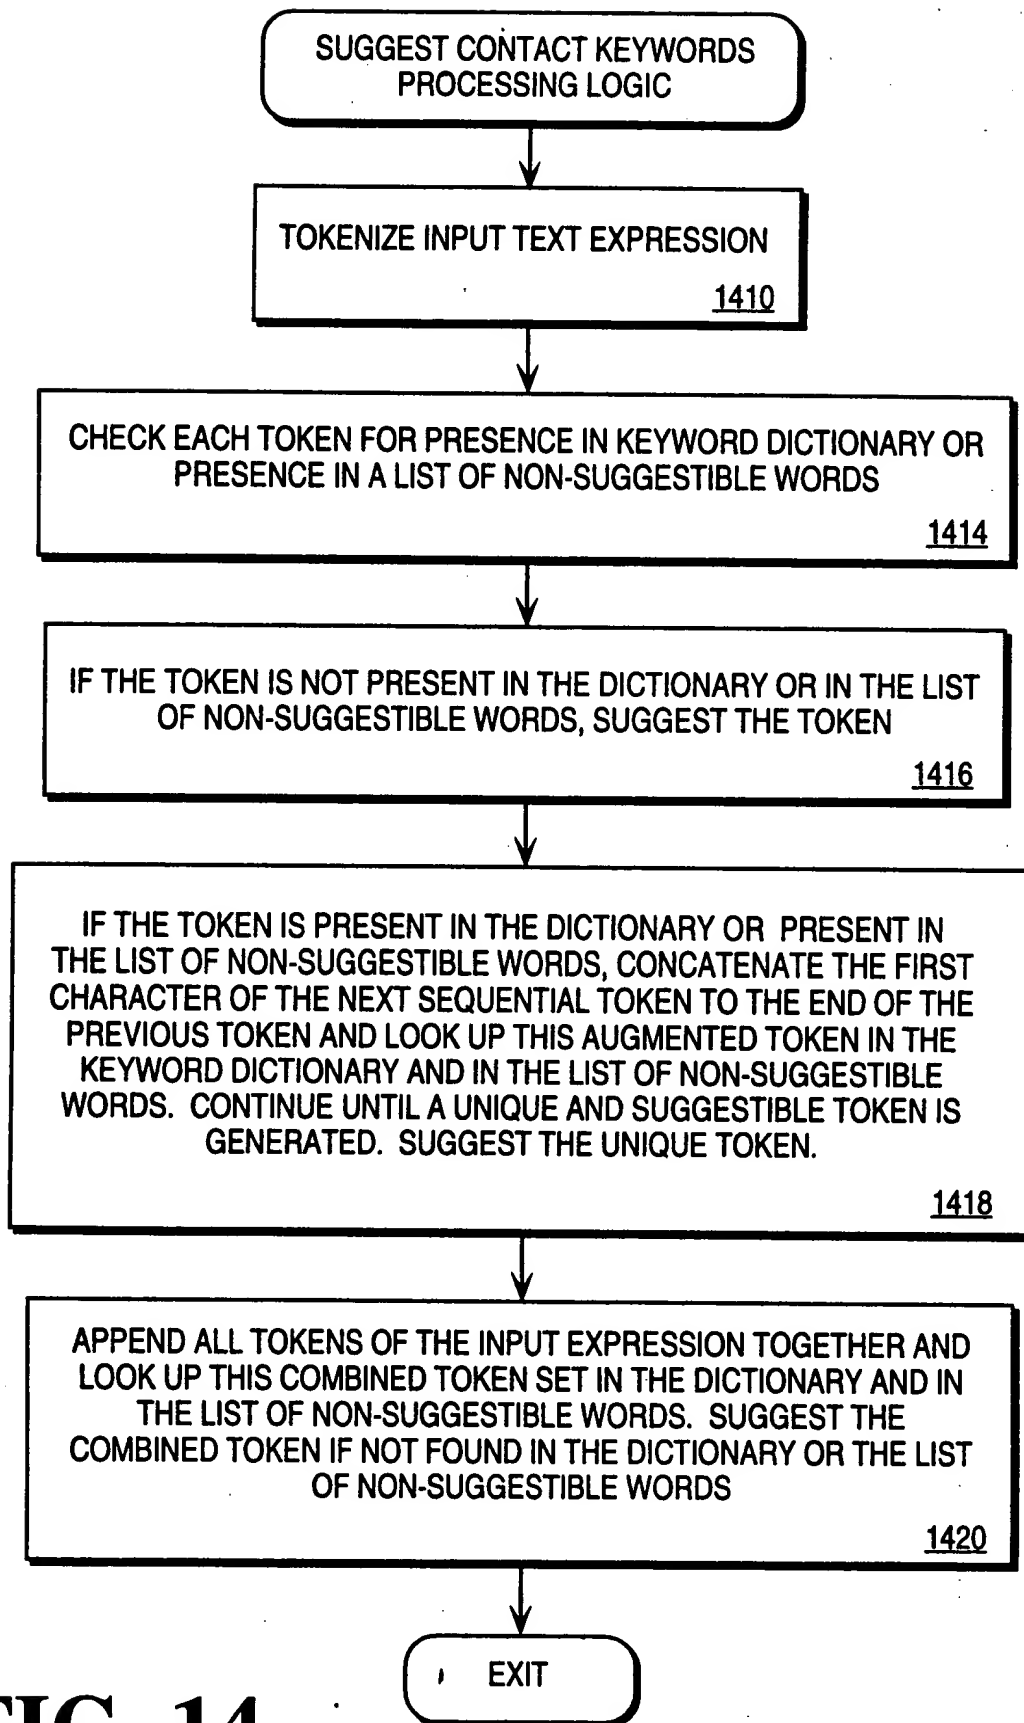 SUGGEST CONTACT KEYWORDS
PROCESSING LOGIC
TOKENIZE INPUT TEXT EXPRESSION
1410
CHECK EACH TOKEN FOR PRESENCE IN KEYWORD DICTIONARY OR
PRESENCE IN A LIST OF NON-SUGGESTIBLE WORDS
1414
IF THE TOKEN IS NOT PRESENT IN THE DICTIONARY OR IN THE LIST
OF NON-SUGGESTIBLE WORDS, SUGGEST THE TOKEN
1416
IF THE TOKEN IS PRESENT IN THE DICTIONARY OR PRESENT IN
THE LIST OF NON-SUGGESTIBLE WORDS, CONCATENATE THE FIRST
CHARACTER OF THE NEXT SEQUENTIAL TOKEN TO THE END OF THE
PREVIOUS TOKEN AND LOOK UP THIS AUGMENTED TOKEN IN THE
KEYWORD DICTIONARY AND IN THE LIST OF NON-SUGGESTIBLE
WORDS. CONTINUE UNTIL A UNIQUE AND SUGGESTIBLE TOKEN IS
GENERATED. SUGGEST THE UNIQUE TOKEN.
1418
APPEND ALL TOKENS OF THE INPUT EXPRESSION TOGETHER AND
LOOK UP THIS COMBINED TOKEN SET IN THE DICTIONARY AND IN
THE LIST OF NON-SUGGESTIBLE WORDS. SUGGEST THE
COMBINED TOKEN IF NOT FOUND IN THE DICTIONARY OR THE LIST
OF NON-SUGGESTIBLE WORDS
1420
EXIT
FIG. 14